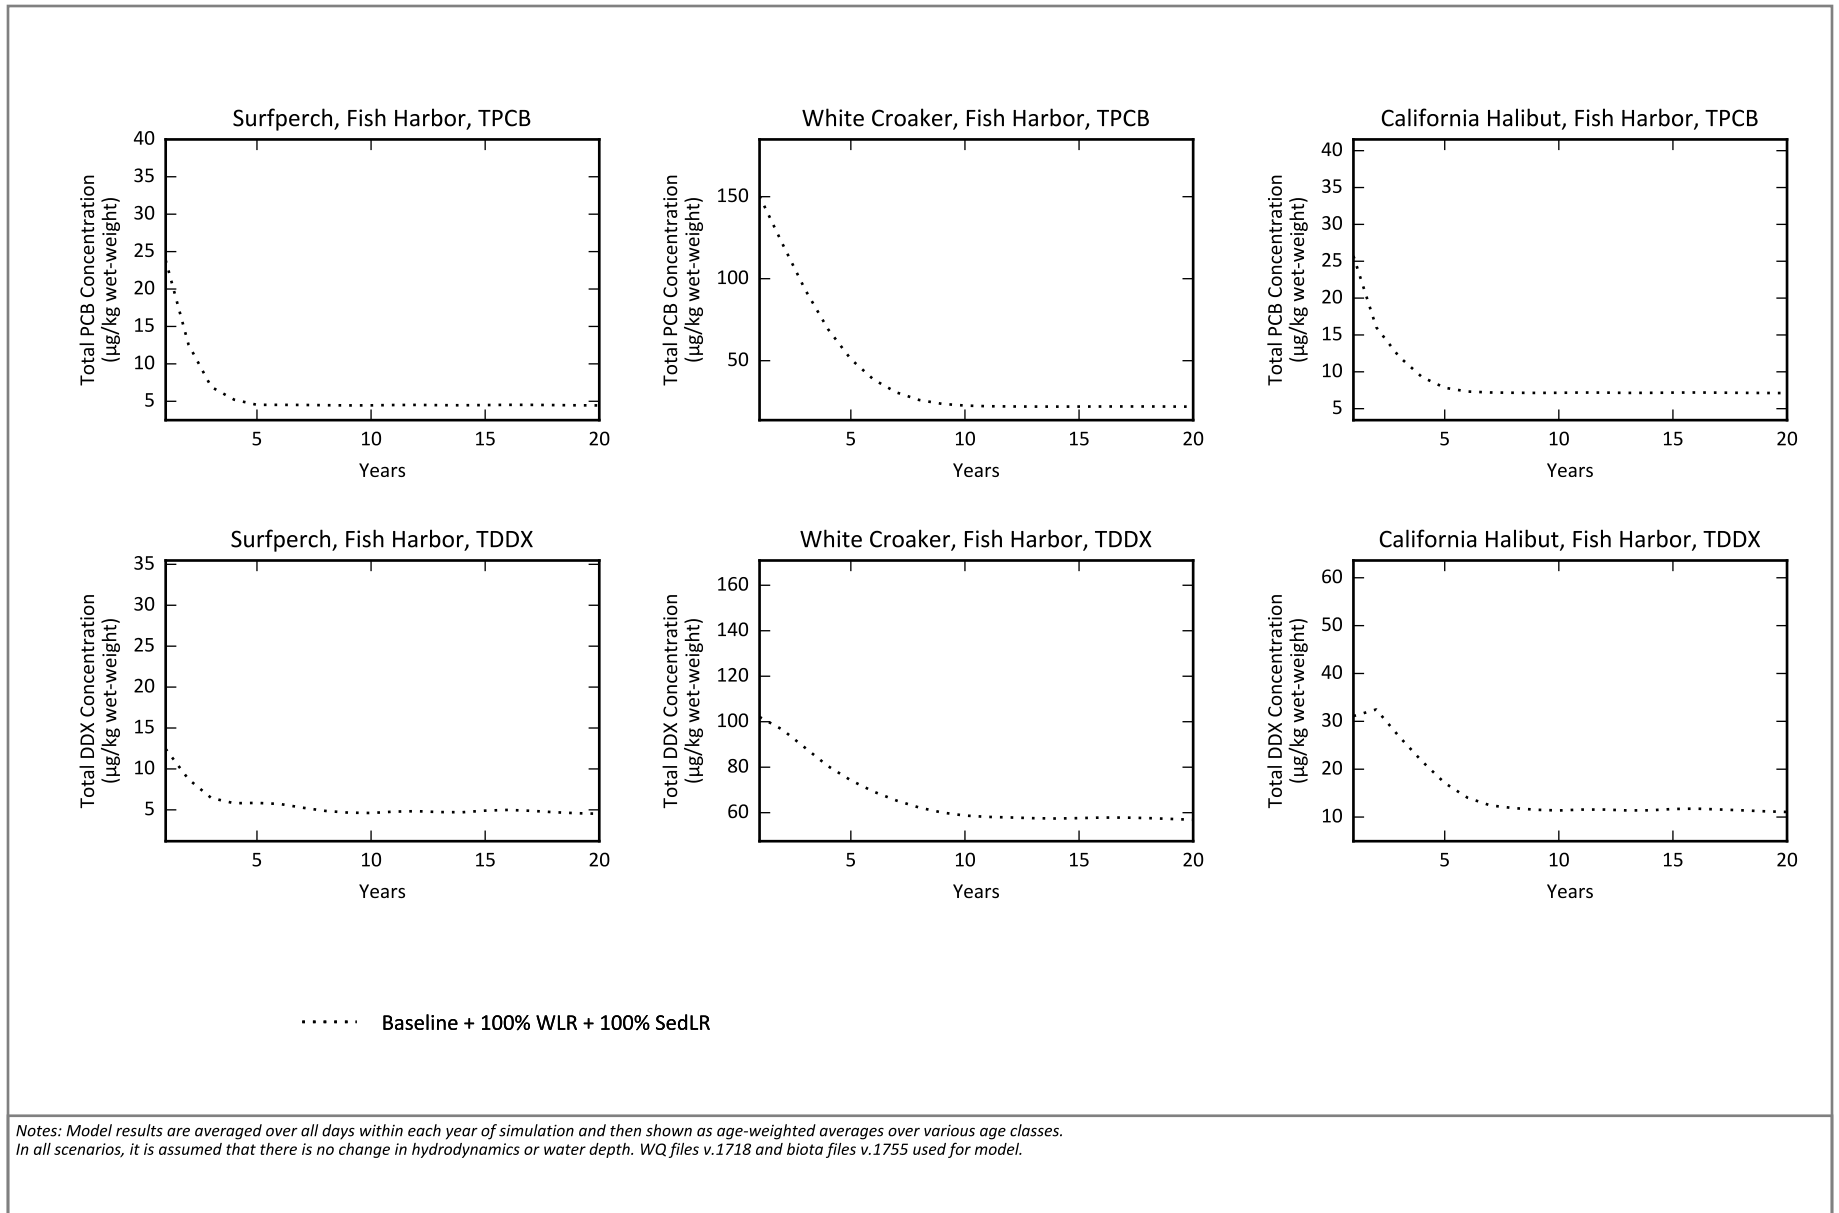 Surfperch, Fish Harbor, TPCB
Total PCB Concentration
(µg/kg wet-weight)
40
35
30
25
20
15
10
5
5 10 15 20
Years
White Croaker, Fish Harbor, TPCB
Total PCB Concentration
(µg/kg wet-weight)
150
100
50
5 10 15 20
Years
California Halibut, Fish Harbor, TPCB
Total PCB Concentration
(µg/kg wet-weight)
40
35
30
25
20
15
10
5
5 10 15 20
Years
Surfperch, Fish Harbor, TDDX
Total DDX Concentration
(µg/kg wet-weight)
35
30
25
20
15
10
5
5 10 15 20
Years
White Croaker, Fish Harbor, TDDX
Total DDX Concentration
(µg/kg wet-weight)
160
140
120
100
80
60
5 10 15 20
Years
California Halibut, Fish Harbor, TDDX
Total DDX Concentration
(µg/kg wet-weight)
60
50
40
30
20
10
5 10 15 20
Years
Baseline + 100% WLR + 100% SedLR
Notes: Model results are averaged over all days within each year of simulation and then shown as age-weighted averages over various age classes.
In all scenarios, it is assumed that there is no change in hydrodynamics or water depth. WQ files v.1718 and biota files v.1755 used for model.